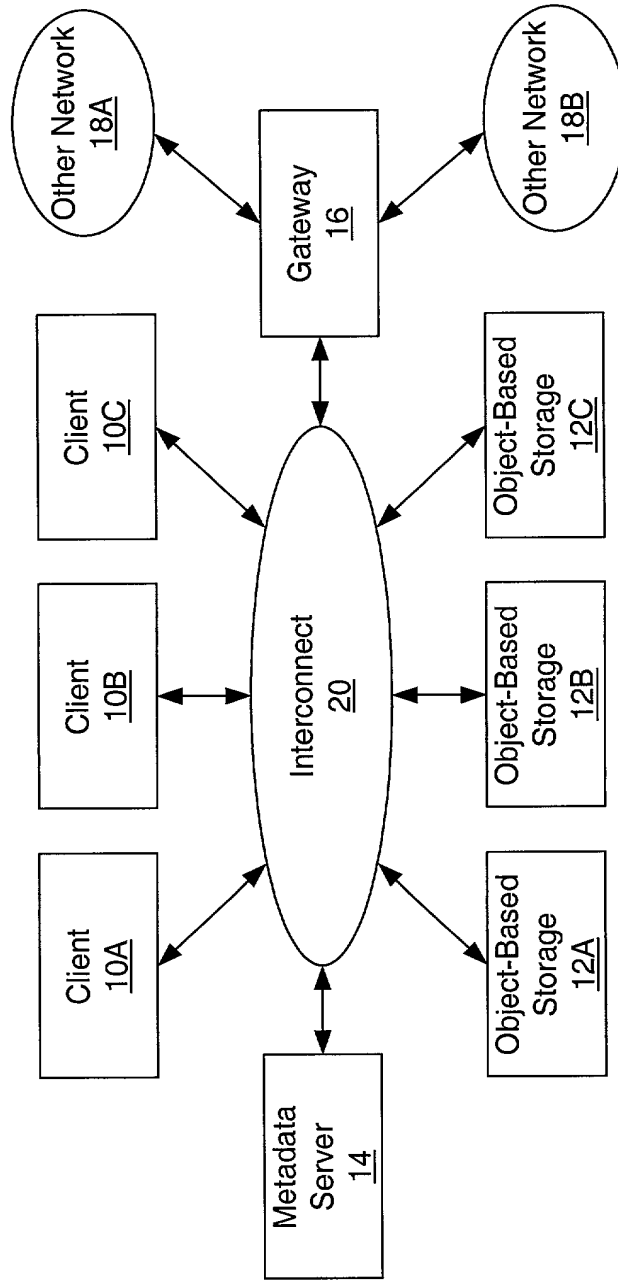 Client
10A
Client
10B
Client
10C
Other Network
18A
Metadata
Server
14
Interconnect
20
Gateway
16
Object-Based
Storage
12A
Object-Based
Storage
12B
Object-Based
Storage
12C
Other Network
18B